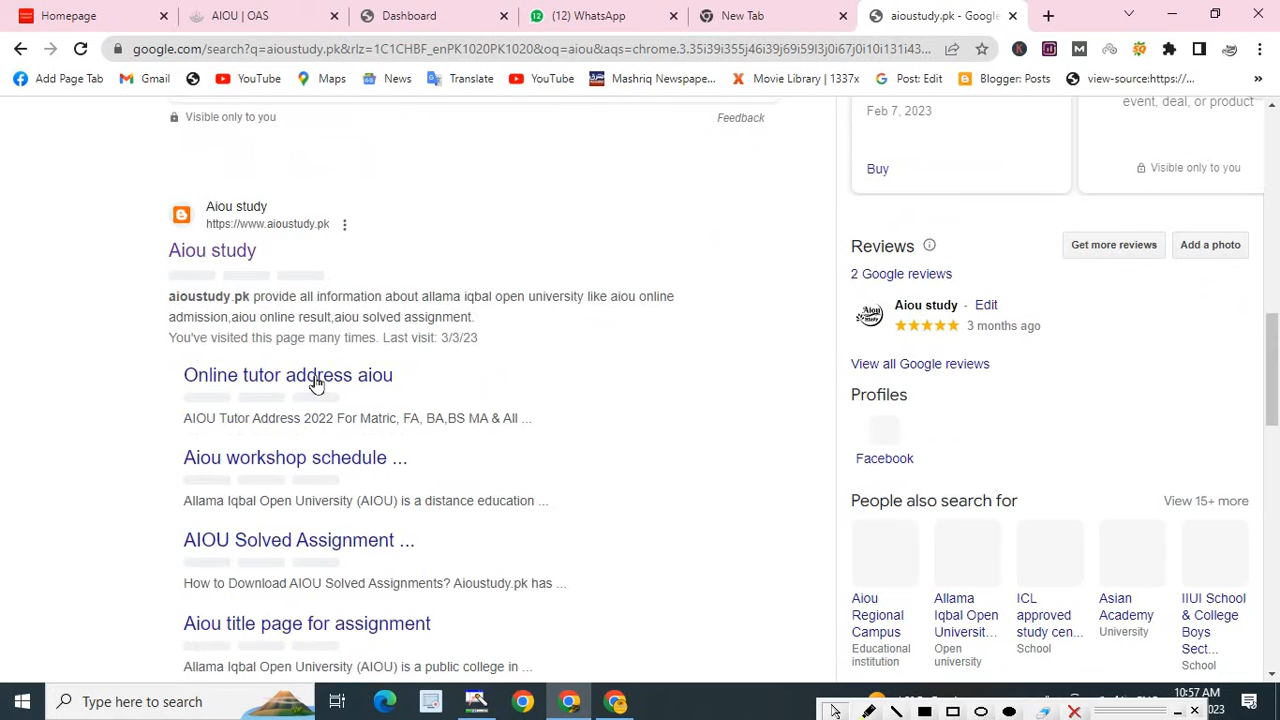 Homepage
AIOU | OAS
Dashboard
(12) WhatsApp
New Tab
aioustudy.pk - Google
google.com/search?q=aioustudy.pk&rlz=1C1CHBF_enPK1020PK1020&oq=aiou&aqs=chrome.3.35i39i355j46i39j69i59l3j0i67j0i10i131i43...
Add Page Tab
Gmail
YouTube
Maps
News
Translate
YouTube
Mashriq Newspape...
Movie Library | 1337x
Post: Edit
Blogger: Posts
view-source:https://...
Visible only to you
Feedback
Aiou study
https://www.aioustudy.pk
Aiou study
aioustudy.pk provide all information about allama iqbal open university like aiou online
admission,aiou online result,aiou solved assignment.
You've visited this page many times. Last visit: 3/3/23
Online tutor address aiou
AIOU Tutor Address 2022 For Matric, FA, BA,BS MA & All ...
Aiou workshop schedule ...
Allama Iqbal Open University (AIOU) is a distance education ...
AIOU Solved Assignment ...
How to Download AIOU Solved Assignments? Aioustudy.pk has ...
Aiou title page for assignment
Allama Iqbal Open University (AIOU) is a public college in ...
Feb 7, 2023
Buy
event, deal, or product
Visible only to you
Reviews
Get more reviews
Add a photo
2 Google reviews
Aiou study - Edit
3 months ago
View all Google reviews
Profiles
Facebook
People also search for
View 15+ more
Aiou
Regional
Campus
Educational
institution
Allama
Iqbal Open
Universit...
Open
university
ICL
approved
study cen...
School
Asian
Academy
University
IIUI School
& College
Boys
Sect...
School
Type here to search
10:57 AM